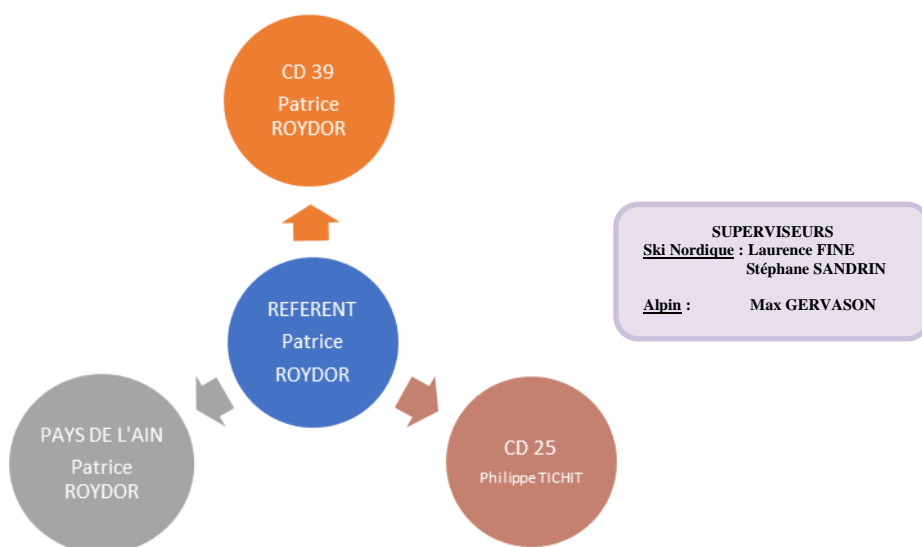 CD 39
Patrice
ROYDOR
SUPERVISEURS
Ski Nordique : Laurence FINE
Stéphane SANDRIN
Alpin : Max GERVASON
REFERENT
Patrice
ROYDOR
PAYS DE L'AIN
Patrice
ROYDOR
CD 25
Philippe TICHIT